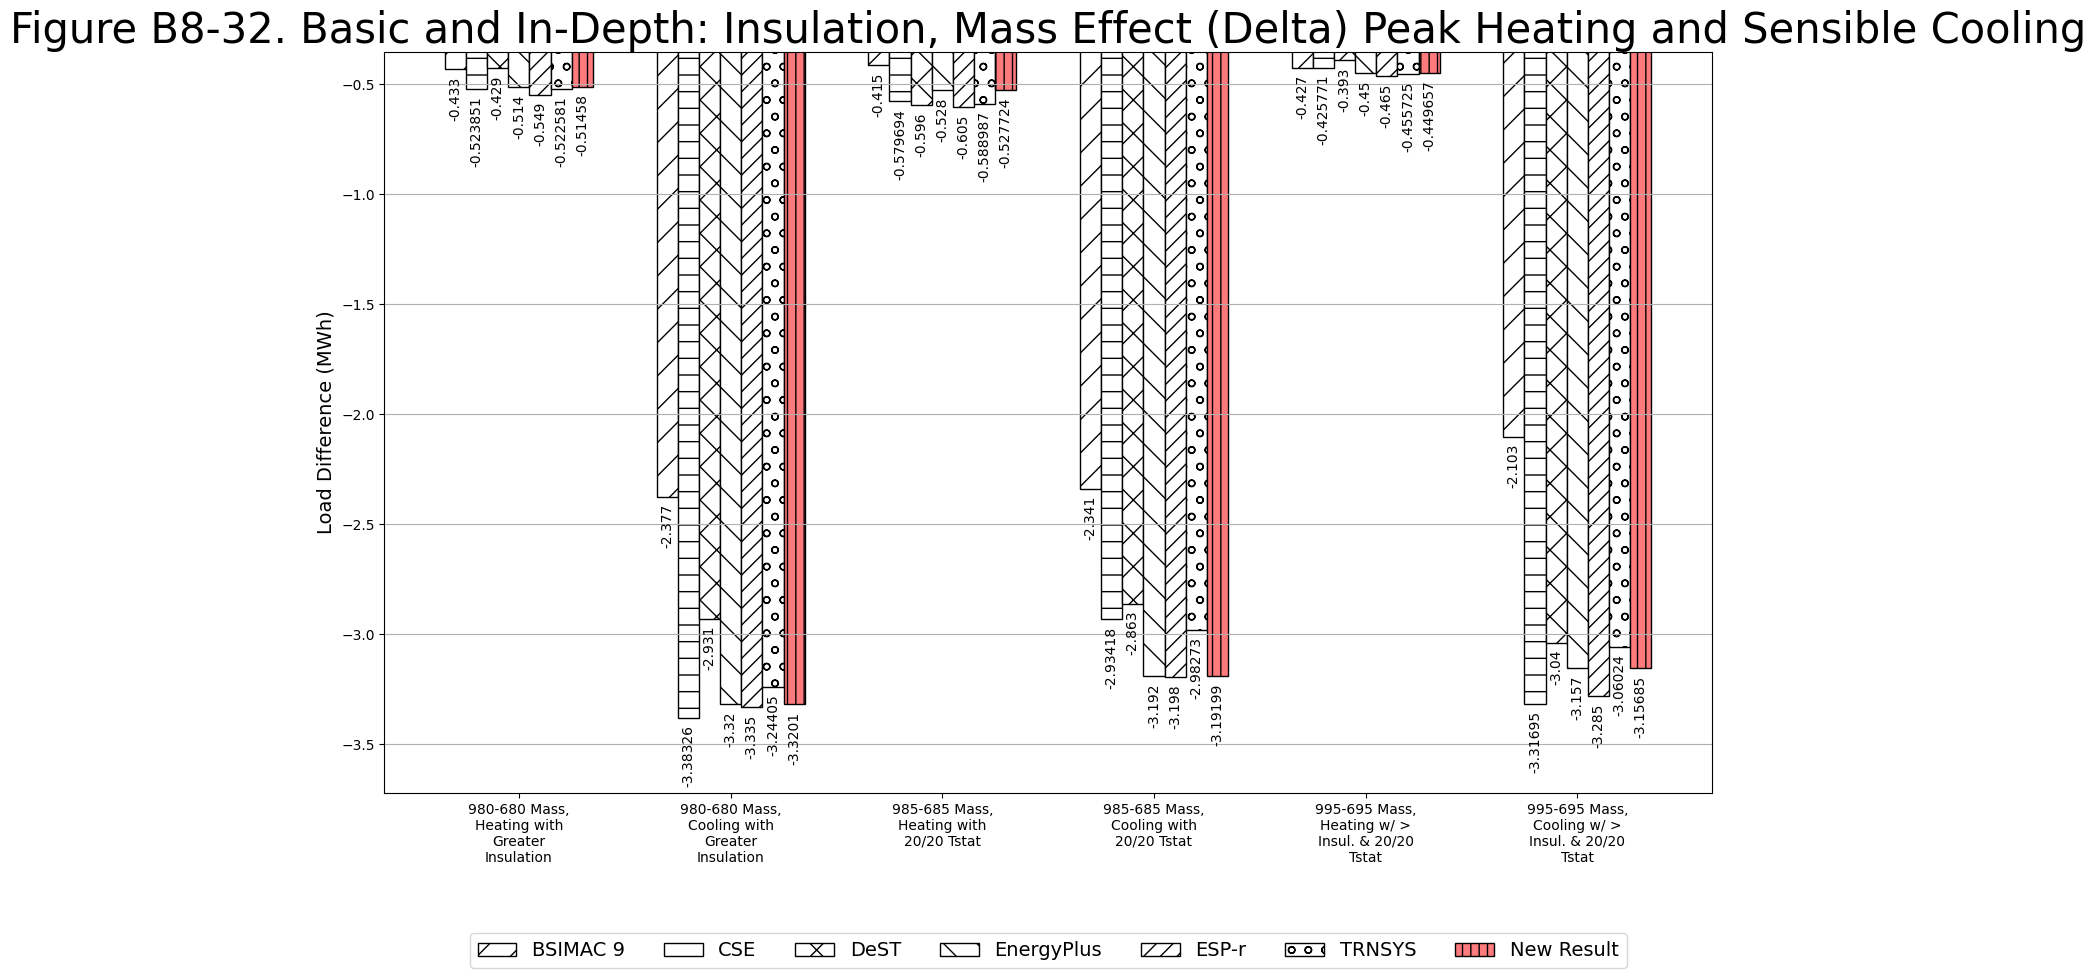 Figure B8-32. Basic and In-Depth: Insulation, Mass Effect (Delta) Peak Heating and Sensible Cooling
Load Difference (MWh)
−0.5
−1.0
−1.5
−2.0
−2.5
−3.0
−3.5
-0.433
-0.523851
-0.429
-0.514
-0.549
-0.522581
-0.51458
-2.377
-3.38326
-2.931
-3.32
-3.335
-3.24405
-3.3201
-0.415
-0.579694
-0.596
-0.528
-0.605
-0.588987
-0.527724
-2.341
-2.93418
-2.863
-3.192
-3.198
-2.98273
-3.19199
-0.427
-0.425771
-0.393
-0.45
-0.465
-0.455725
-0.449657
-2.103
-3.31695
-3.04
-3.157
-3.285
-3.06024
-3.15685
980-680 Mass,
Heating with
Greater
Insulation
980-680 Mass,
Cooling with
Greater
Insulation
985-685 Mass,
Heating with
20/20 Tstat
985-685 Mass,
Cooling with
20/20 Tstat
995-695 Mass,
Heating w/ >
Insul. & 20/20
Tstat
995-695 Mass,
Cooling w/ >
Insul. & 20/20
Tstat
BSIMAC 9
CSE
DeST
EnergyPlus
ESP-r
TRNSYS
New Result